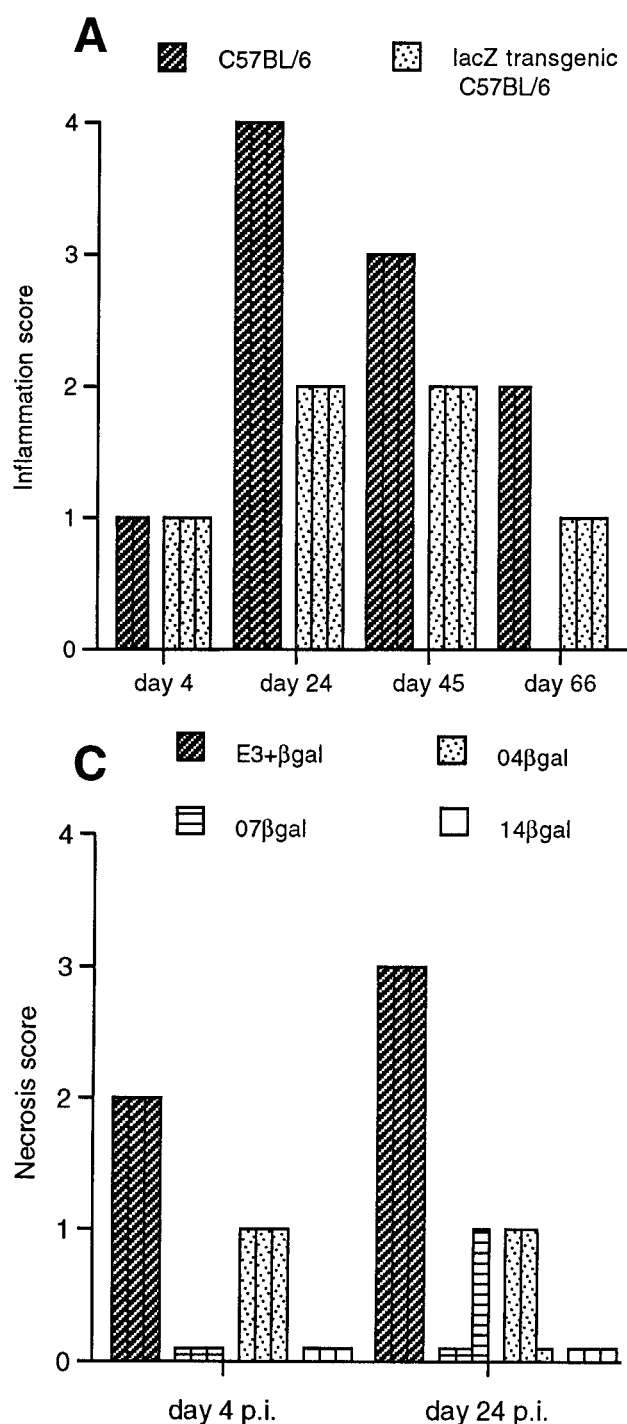 A
C57BL/6
lacZ transgenic
C57BL/6
4
3
2
1
0
Inflammation score
day 4
day 24
day 45
day 66
C
E3+βgal
04βgal
07βgal
14βgal
4
3
2
1
0
Necrosis score
day 4 p.i.
day 24 p.i.